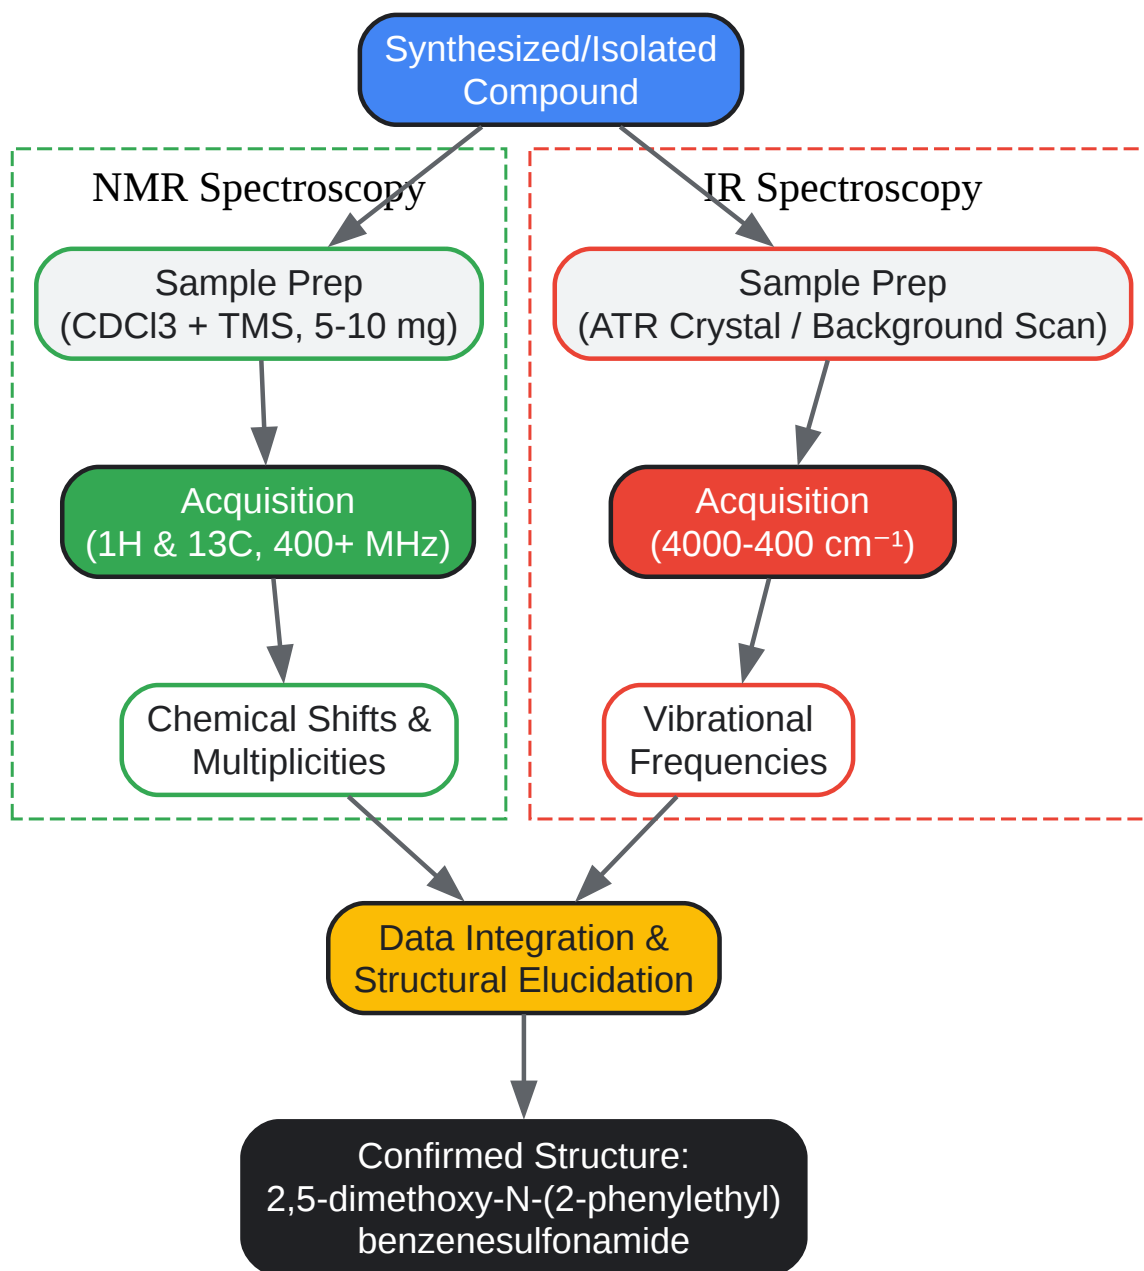 Synthesized/Isolated
Compound
NMR Spectroscopy
IR Spectroscopy
Sample Prep
(CDCl3 + TMS, 5-10 mg)
Sample Prep
(ATR Crystal / Background Scan)
Acquisition
(1H & 13C, 400+ MHz)
Acquisition
(4000-400 cm⁻¹)
Chemical Shifts &
Multiplicities
Vibrational
Frequencies
Data Integration &
Structural Elucidation
Confirmed Structure:
2,5-dimethoxy-N-(2-phenylethyl)
benzenesulfonamide